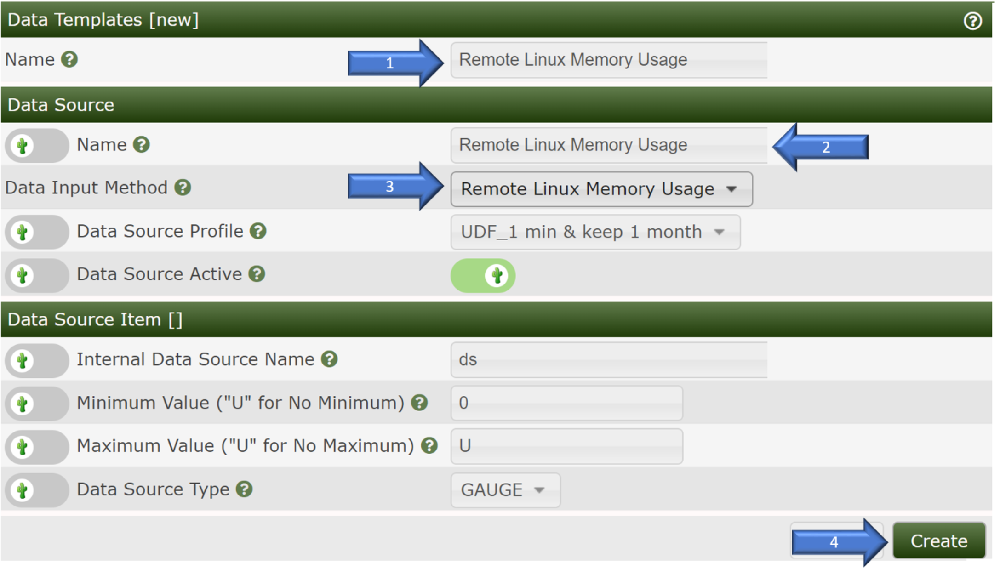 Data Templates [new]
Name
1
Remote Linux Memory Usage
Data Source
Name
Remote Linux Memory Usage
2
Data Input Method
3
Remote Linux Memory Usage
Data Source Profile
UDF_1 min & keep 1 month
Data Source Active
Data Source Item []
Internal Data Source Name
ds
Minimum Value ("U" for No Minimum)
0
Maximum Value ("U" for No Maximum)
U
Data Source Type
GAUGE
4
Create